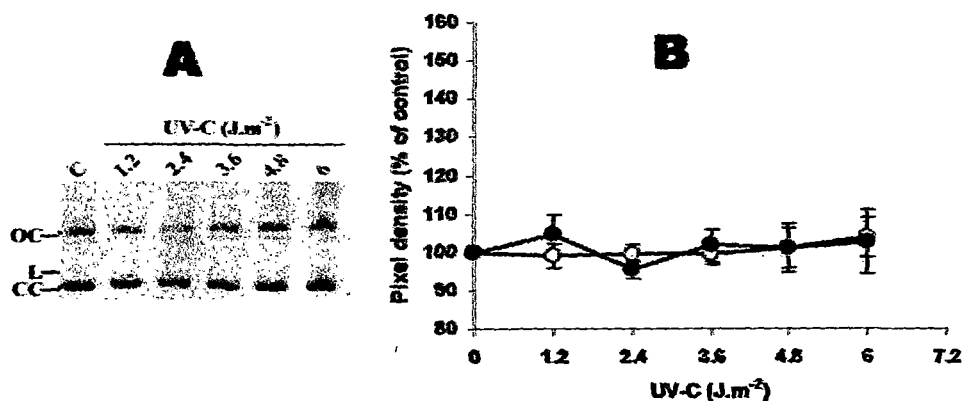 A
UV-C (J.m⁻²)
C 1.2 2.4 3.6 4.8 6
OC
L
CC
B
Pixel density (% of control)
160
150
140
130
120
110
100
90
80
0 1.2 2.4 3.6 4.8 6 7.2
UV-C (J.m⁻²)